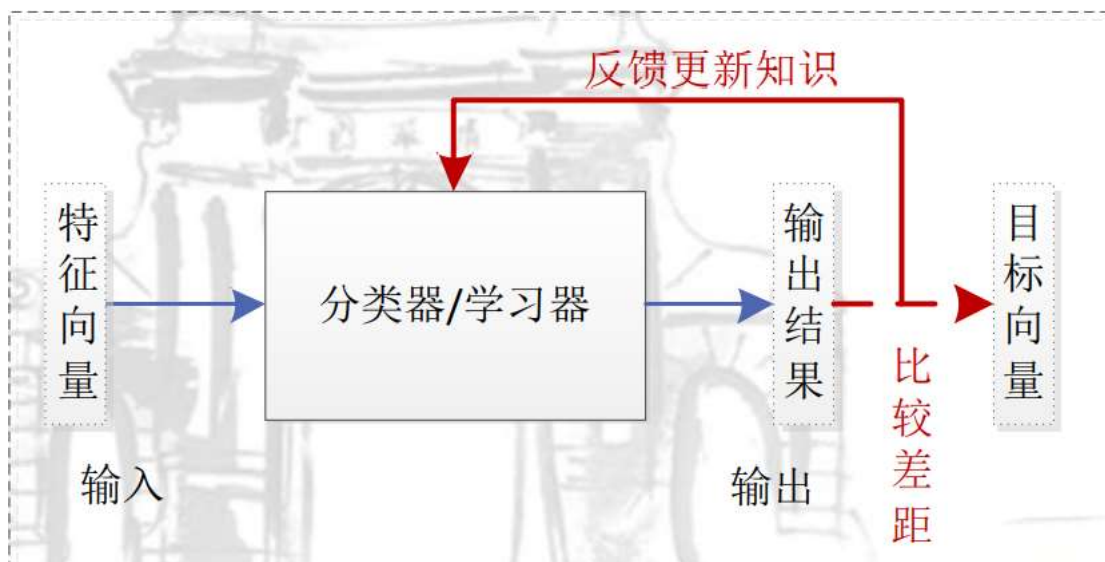 反馈更新知识
特征向量
分类器/学习器
输出结果
目标向量
比较差距
输入
输出